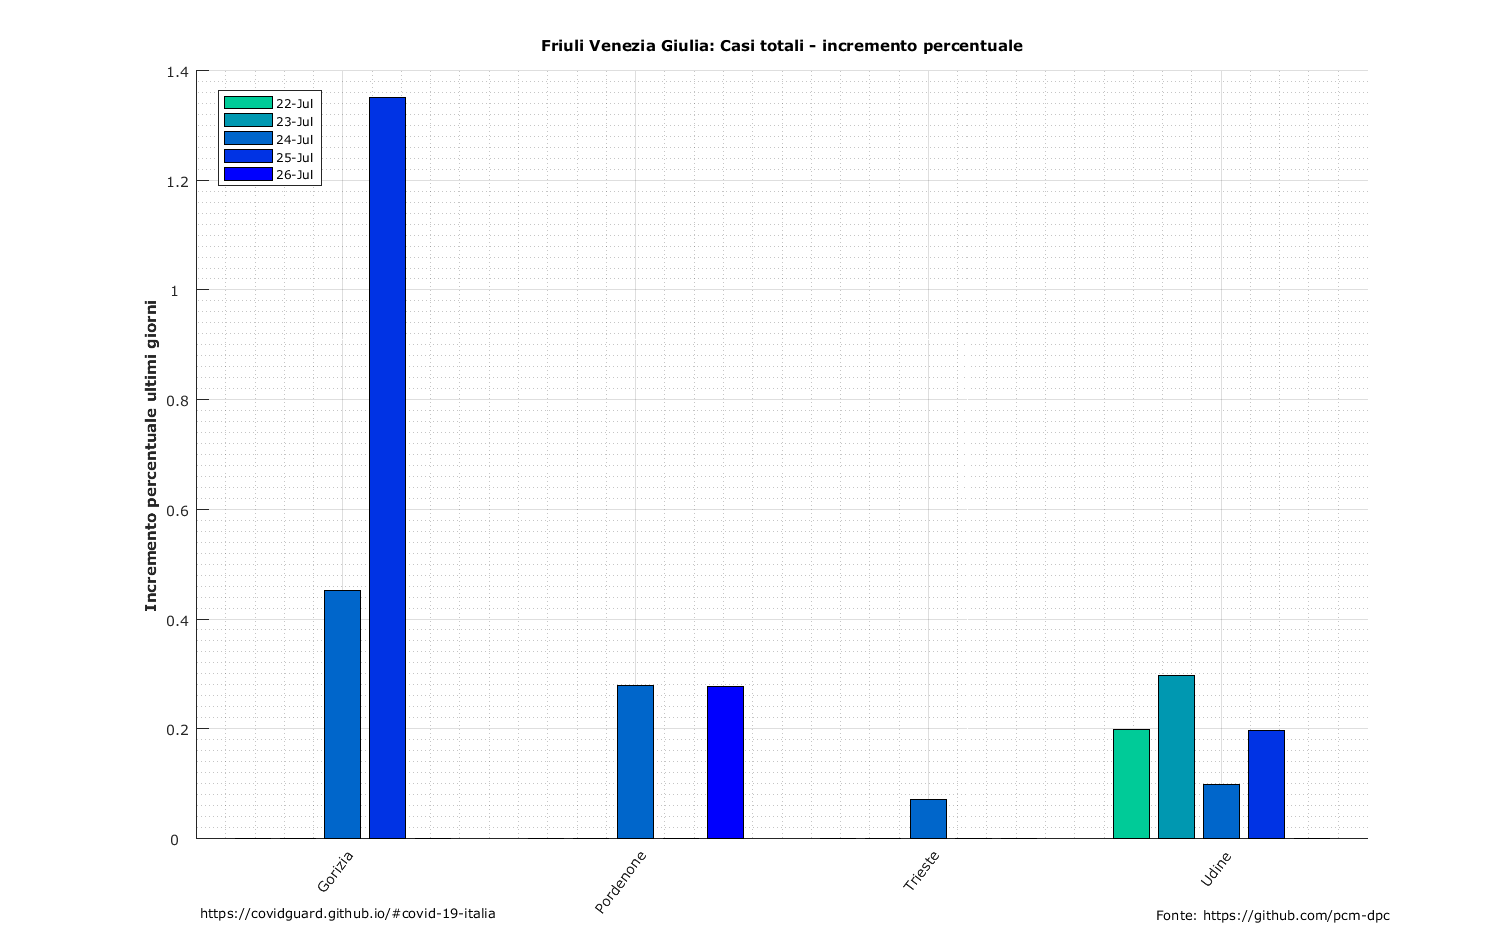 Friuli Venezia Giulia: Casi totali - incremento percentuale
22-Jul
23-Jul
24-Jul
25-Jul
26-Jul
Incremento percentuale ultimi giorni
1.4
1.2
1
0.8
0.6
0.4
0.2
0
Gorizia
Pordenone
Trieste
Udine
https://covidguard.github.io/#covid-19-italia
Fonte: https://github.com/pcm-dpc